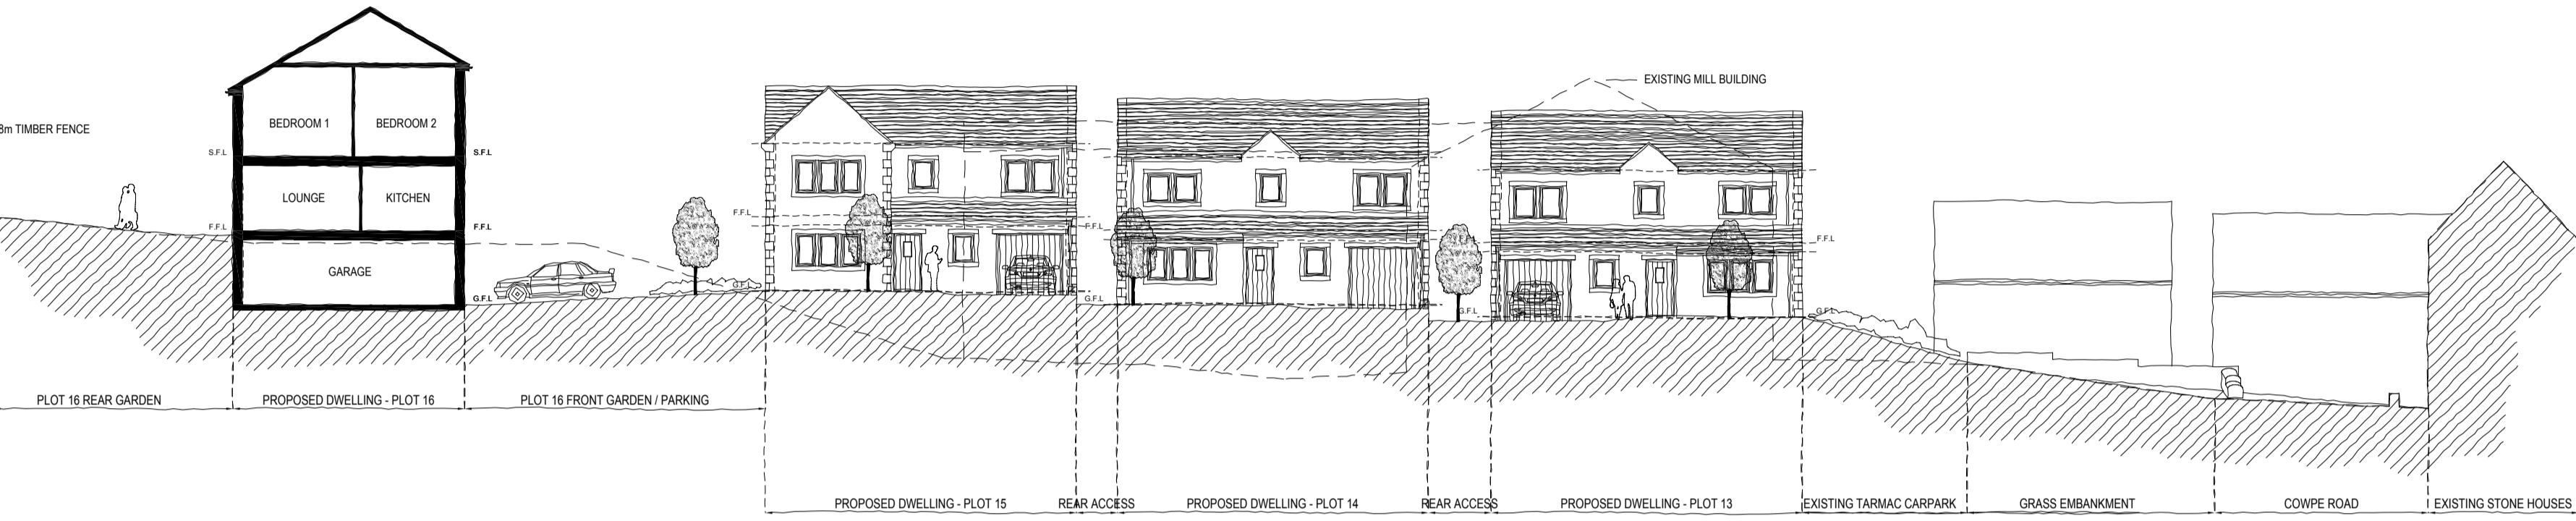 EXISTING MILL BUILDING
8m TIMBER FENCE
BEDROOM 1
BEDROOM 2
S.F.L
S.F.L
LOUNGE
KITCHEN
F.F.L
F.F.L
GARAGE
G.F.L
F.F.L
G.F.L
F.F.L
G.F.L
F.F.L
G.F.L
F.F.L
G.F.L
PLOT 16 REAR GARDEN
PROPOSED DWELLING - PLOT 16
PLOT 16 FRONT GARDEN / PARKING
PROPOSED DWELLING - PLOT 15
REAR ACCESS
PROPOSED DWELLING - PLOT 14
REAR ACCESS
PROPOSED DWELLING - PLOT 13
EXISTING TARMAC CARPARK
GRASS EMBANKMENT
COWPE ROAD
EXISTING STONE HOUSES